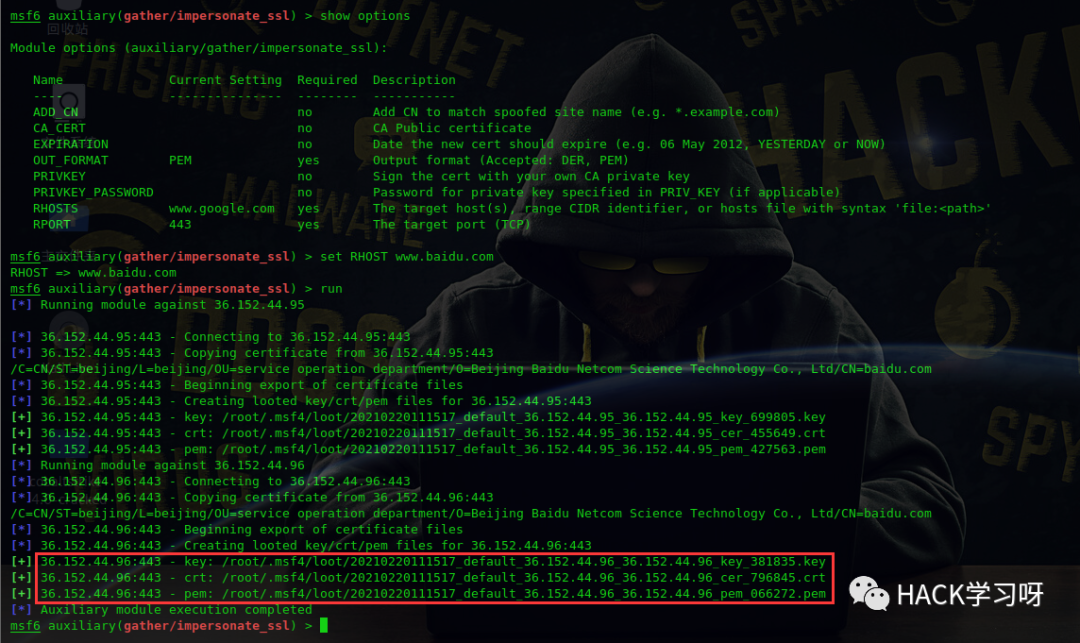 msf6 auxiliary(gather/impersonate_ssl) > show options
回收站
Module options (auxiliary/gather/impersonate_ssl):
Name Current Setting Required Description
---- --------------- -------- -----------
ADD_CN no Add CN to match spoofed site name (e.g. *.example.com)
CA_CERT no CA Public certificate
EXPIRATION no Date the new cert should expire (e.g. 06 May 2012, YESTERDAY or NOW)
OUT_FORMAT PEM yes Output format (Accepted: DER, PEM)
PRIVKEY no Sign the cert with your own CA private key
PRIVKEY_PASSWORD no Password for private key specified in PRIV_KEY (if applicable)
RHOSTS www.google.com yes The target host(s), range CIDR identifier, or hosts file with syntax 'file:<path>'
RPORT 443 yes The target port (TCP)
msf6 auxiliary(gather/impersonate_ssl) > set RHOST www.baidu.com
RHOST => www.baidu.com
msf6 auxiliary(gather/impersonate_ssl) > run
[*] Running module against 36.152.44.95
[*] 36.152.44.95:443 - Connecting to 36.152.44.95:443
[*] 36.152.44.95:443 - Copying certificate from 36.152.44.95:443
/C=CN/ST=beijing/L=beijing/OU=service operation department/O=Beijing Baidu Netcom Science Technology Co., Ltd/CN=baidu.com
[*] 36.152.44.95:443 - Beginning export of certificate files
[*] 36.152.44.95:443 - Creating looted key/crt/pem files for 36.152.44.95:443
[+] 36.152.44.95:443 - key: /root/.msf4/loot/20210220111517_default_36.152.44.95_36.152.44.95_key_699805.key
[+] 36.152.44.95:443 - crt: /root/.msf4/loot/20210220111517_default_36.152.44.95_36.152.44.95_cer_455649.crt
[+] 36.152.44.95:443 - pem: /root/.msf4/loot/20210220111517_default_36.152.44.95_36.152.44.95_pem_427563.pem
[*] Running module against 36.152.44.96
[*] 36.152.44.96:443 - Connecting to 36.152.44.96:443
[*] 36.152.44.96:443 - Copying certificate from 36.152.44.96:443
/C=CN/ST=beijing/L=beijing/OU=service operation department/O=Beijing Baidu Netcom Science Technology Co., Ltd/CN=baidu.com
[*] 36.152.44.96:443 - Beginning export of certificate files
[*] 36.152.44.96:443 - Creating looted key/crt/pem files for 36.152.44.96:443
[+] 36.152.44.96:443 - key: /root/.msf4/loot/20210220111517_default_36.152.44.96_36.152.44.96_key_381835.key
[+] 36.152.44.96:443 - crt: /root/.msf4/loot/20210220111517_default_36.152.44.96_36.152.44.96_cer_796845.crt
[+] 36.152.44.96:443 - pem: /root/.msf4/loot/20210220111517_default_36.152.44.96_36.152.44.96_pem_066272.pem
[*] Auxiliary module execution completed
msf6 auxiliary(gather/impersonate_ssl) >
PHISHING
BOTNET
SPAM
HACK
MALWARE
DDOS
SPY
HACK学习呀